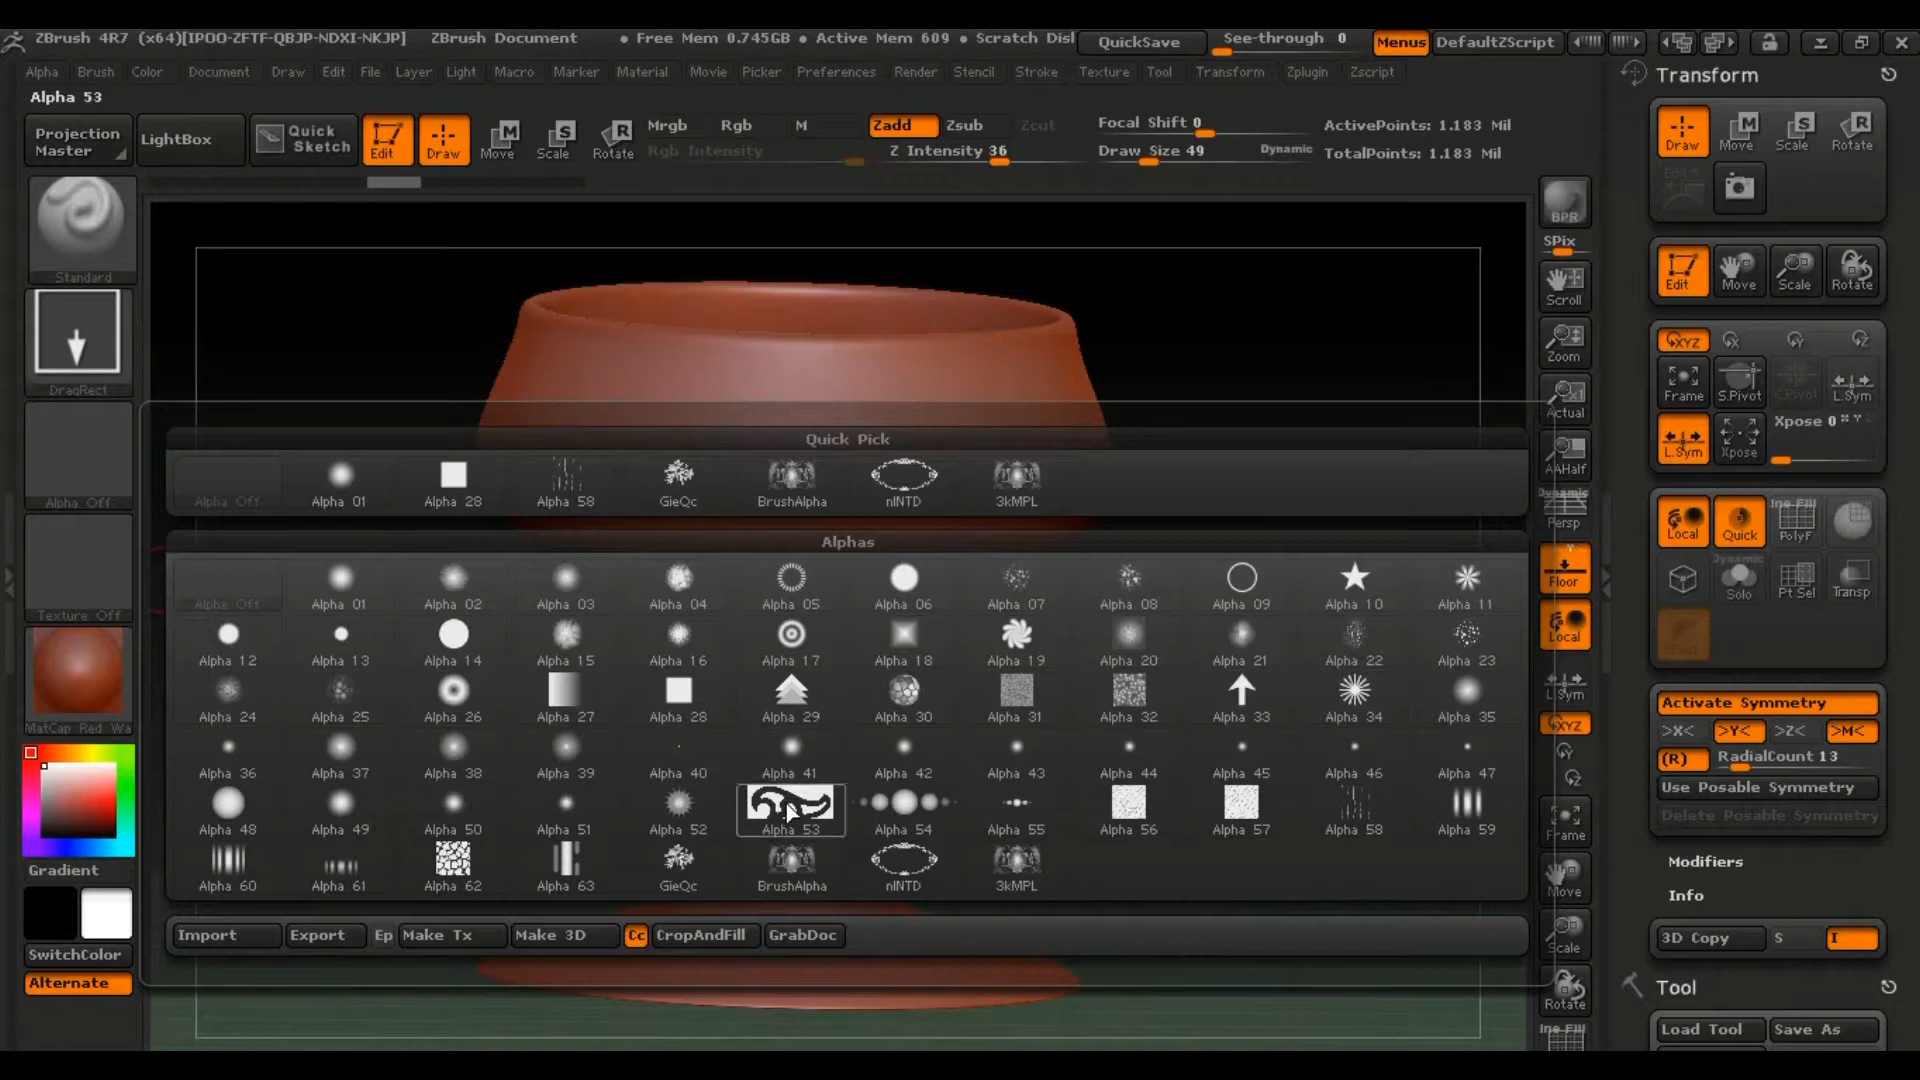 ZBrush 4R7 (x64)[IPOO-ZFTF-QBJP-NDXI-NKJP] ZBrush Document • Free Mem 0.745GB • Active Mem 609 • Scratch Disl QuickSave See-through 0 Menus DefaultZScript
Alpha Brush Color Document Draw Edit File Layer Light Macro Marker Material Movie Picker Preferences Render Stencil Stroke Texture Tool Transform Zplugin Zscript
Alpha 53
Projection Master
LightBox
Quick Sketch
Edit Draw Move Scale Rotate
Mrgb Rgb M Zadd Zsub Zcut
Rgb Intensity Z Intensity 36
Focal Shift 0
Draw Size 49 Dynamic
ActivePoints: 1.183 Mil
TotalPoints: 1.183 Mil
Standard
DragRect
Alpha Off
Texture Off
MatCap Red Wa
Gradient
SwitchColor
Alternate
Quick Pick
Alpha Off Alpha 01 Alpha 28 Alpha 58 GieQc BrushAlpha nINTD 3kMPL
Alphas
Alpha Off Alpha 01 Alpha 02 Alpha 03 Alpha 04 Alpha 05 Alpha 06 Alpha 07 Alpha 08 Alpha 09 Alpha 10 Alpha 11
Alpha 12 Alpha 13 Alpha 14 Alpha 15 Alpha 16 Alpha 17 Alpha 18 Alpha 19 Alpha 20 Alpha 21 Alpha 22 Alpha 23
Alpha 24 Alpha 25 Alpha 26 Alpha 27 Alpha 28 Alpha 29 Alpha 30 Alpha 31 Alpha 32 Alpha 33 Alpha 34 Alpha 35
Alpha 36 Alpha 37 Alpha 38 Alpha 39 Alpha 40 Alpha 41 Alpha 42 Alpha 43 Alpha 44 Alpha 45 Alpha 46 Alpha 47
Alpha 48 Alpha 49 Alpha 50 Alpha 51 Alpha 52 Alpha 53 Alpha 54 Alpha 55 Alpha 56 Alpha 57 Alpha 58 Alpha 59
Alpha 60 Alpha 61 Alpha 62 Alpha 63 GieQc BrushAlpha nINTD 3kMPL
Import Export Ep Make Tx Make 3D Cc CropAndFill GrabDoc
BPR
SPix
Scroll
Zoom
Actual
AAHalf
Dynamic
Persp
Floor
Local
L.Sym
XYZ
Frame
Move
Scale
Rotate
Ine Fill
Transform
Draw Move Scale Rotate
Edit Move Scale Rotate
XYZ
Frame S.Pivot C.Pivot L.Sym
L.Sym Xpose Xpose 0 X Y Z
Local Quick Ine Fill PolyF
Dynamic
Solo Pt Sel Transp
Ghost
Activate Symmetry
>X< >Y< >Z< >M<
(R) RadialCount 13
Use Posable Symmetry
Delete Posable Symmetry
Modifiers
Info
3D Copy S I
Tool
Load Tool Save As